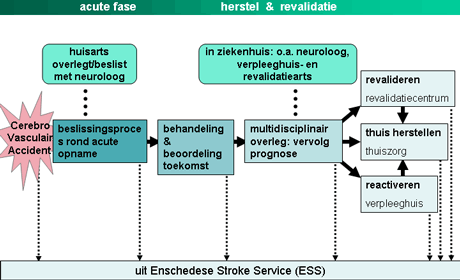 acute fase
herstel & revalidatie
huisarts
overlegt/beslist
met neuroloog
in ziekenhuis: o.a. neuroloog,
verpleeghuis- en
revalidatiearts
revalideren
revalidatiecentrum
Cerebro
Vasculair
Accident
beslissingsproce
s rond acute
opname
behandeling
&
beoordeling
toekomst
multidisciplinair
overleg: vervolg
prognose
thuis herstellen
thuiszorg
reactiveren
verpleeghuis
uit Enschedese Stroke Service (ESS)